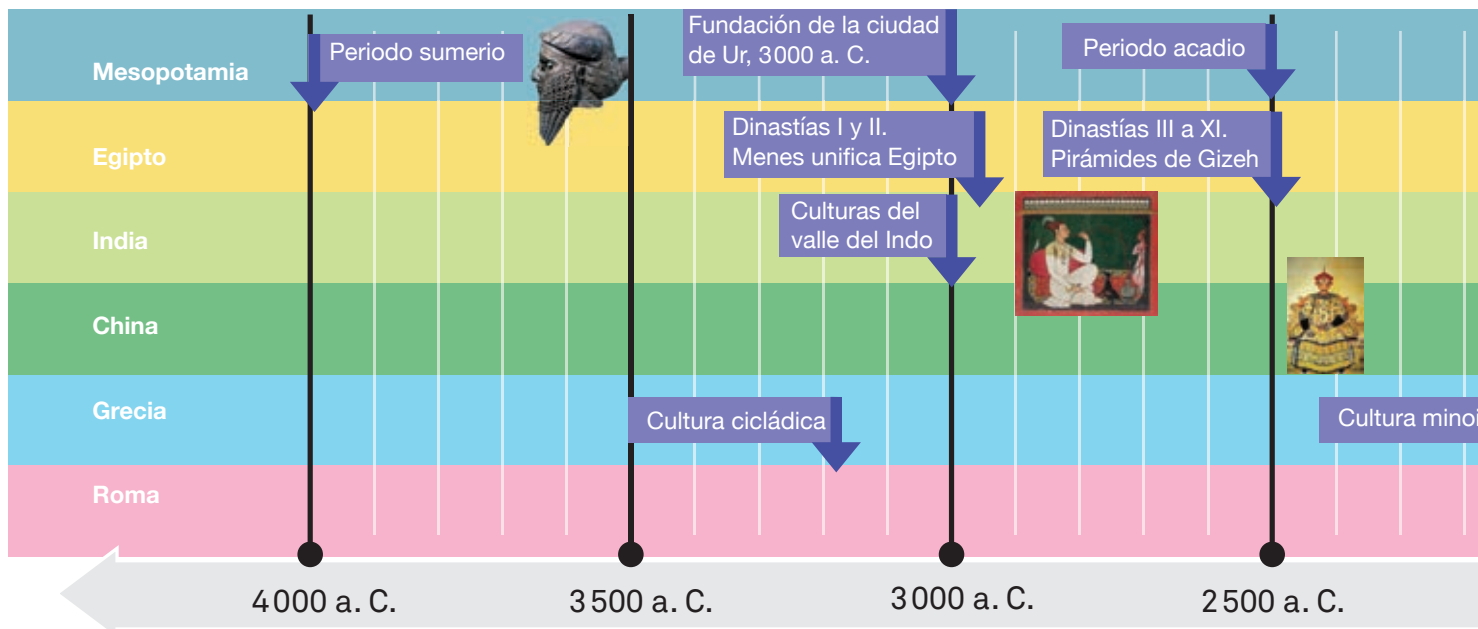 Mesopotamia
Periodo sumerio
Fundación de la ciudad
de Ur, 3000 a. C.
Periodo acadio
Egipto
Dinastías I y II.
Menes unifica Egipto
Dinastías III a XI.
Pirámides de Gizeh
India
Culturas del
valle del Indo
China
Grecia
Cultura cicládica
Cultura minoi
Roma
4000 a. C.
3500 a. C.
3000 a. C.
2500 a. C.